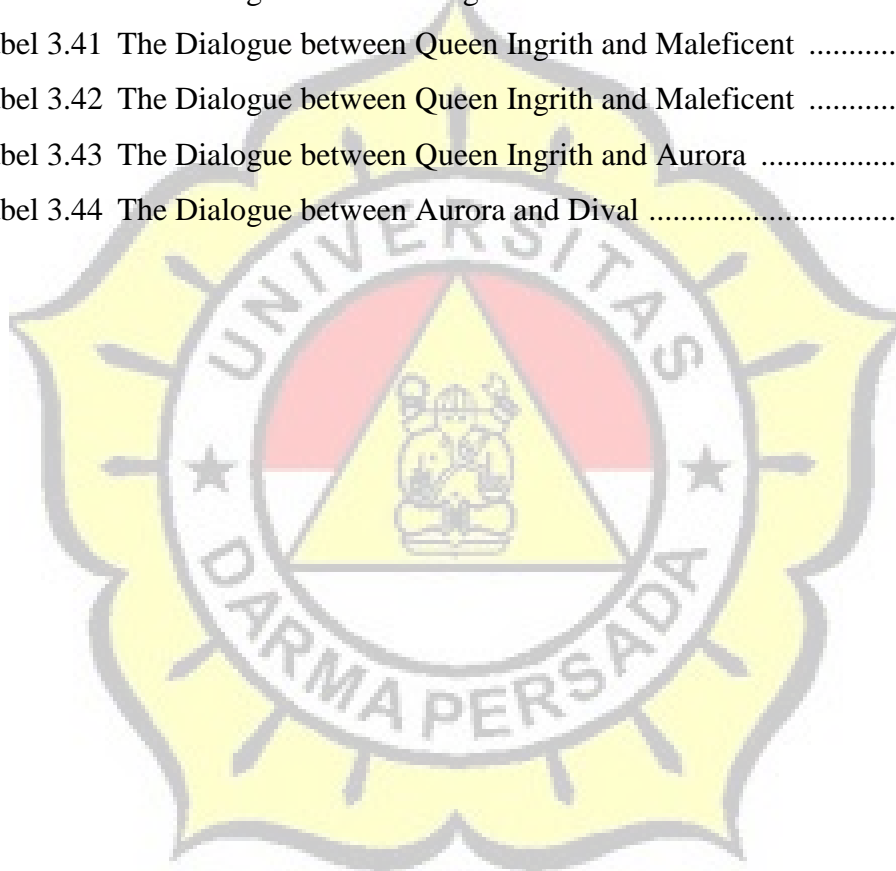 bel 3.41 The Dialogue between Queen Ingrith and Maleficent ...........
bel 3.42 The Dialogue between Queen Ingrith and Maleficent ...........
bel 3.43 The Dialogue between Queen Ingrith and Aurora .................
bel 3.44 The Dialogue between Aurora and Dival ...............................
UNIVERSITAS
DARMA PERSADA